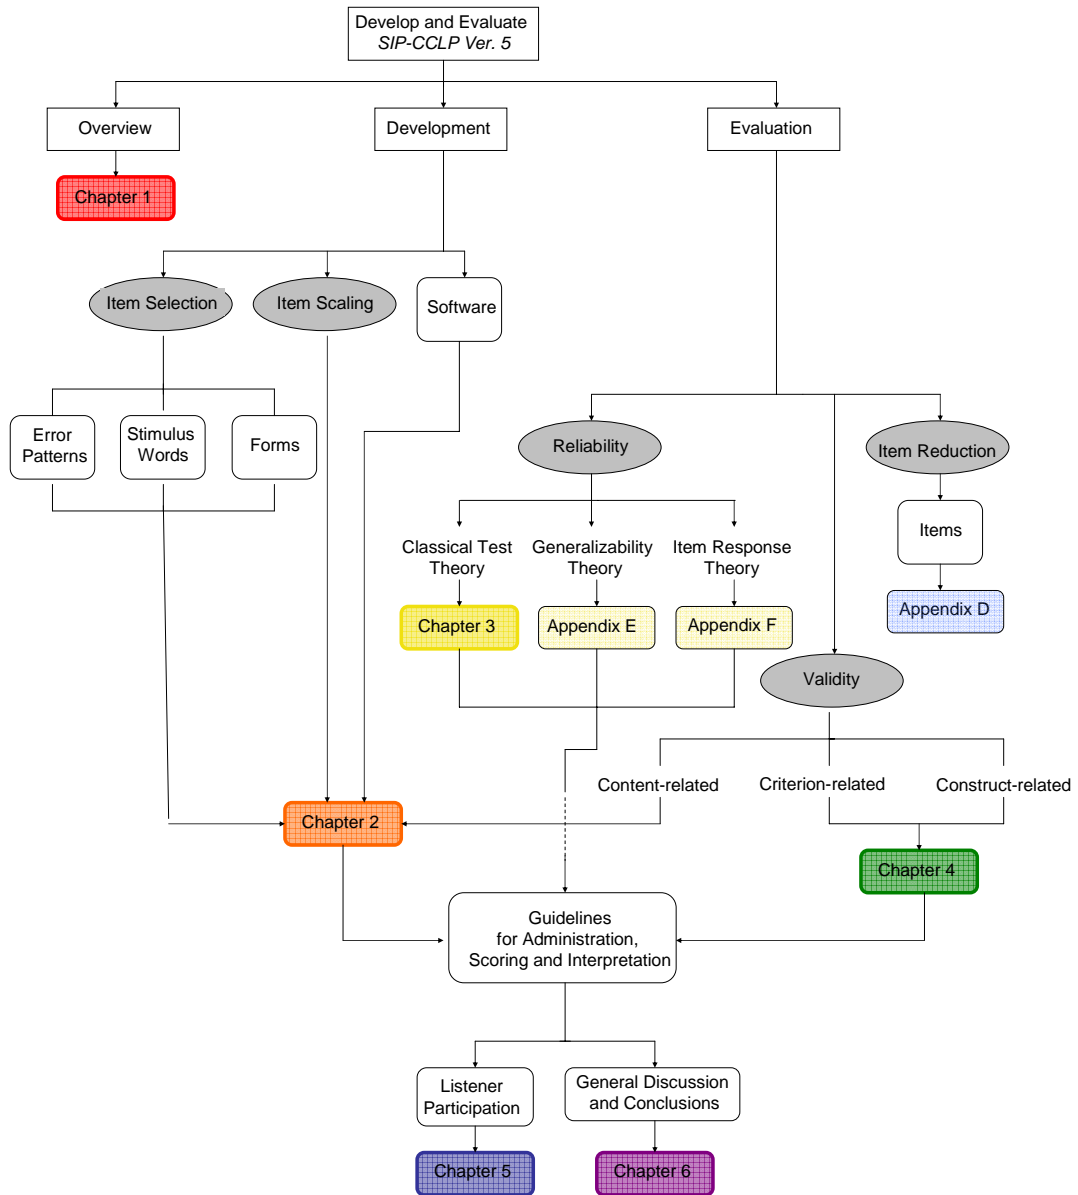 Develop and Evaluate
SIP-CCLP Ver. 5
Overview
Development
Evaluation
Chapter 1
Item Selection
Item Scaling
Software
Error
Patterns
Stimulus
Words
Forms
Reliability
Item Reduction
Items
Classical Test
Theory
Generalizability
Theory
Item Response
Theory
Chapter 3
Appendix E
Appendix F
Appendix D
Validity
Content-related
Criterion-related
Construct-related
Chapter 2
Chapter 4
Guidelines
for Administration,
Scoring and Interpretation
Listener
Participation
General Discussion
and Conclusions
Chapter 5
Chapter 6